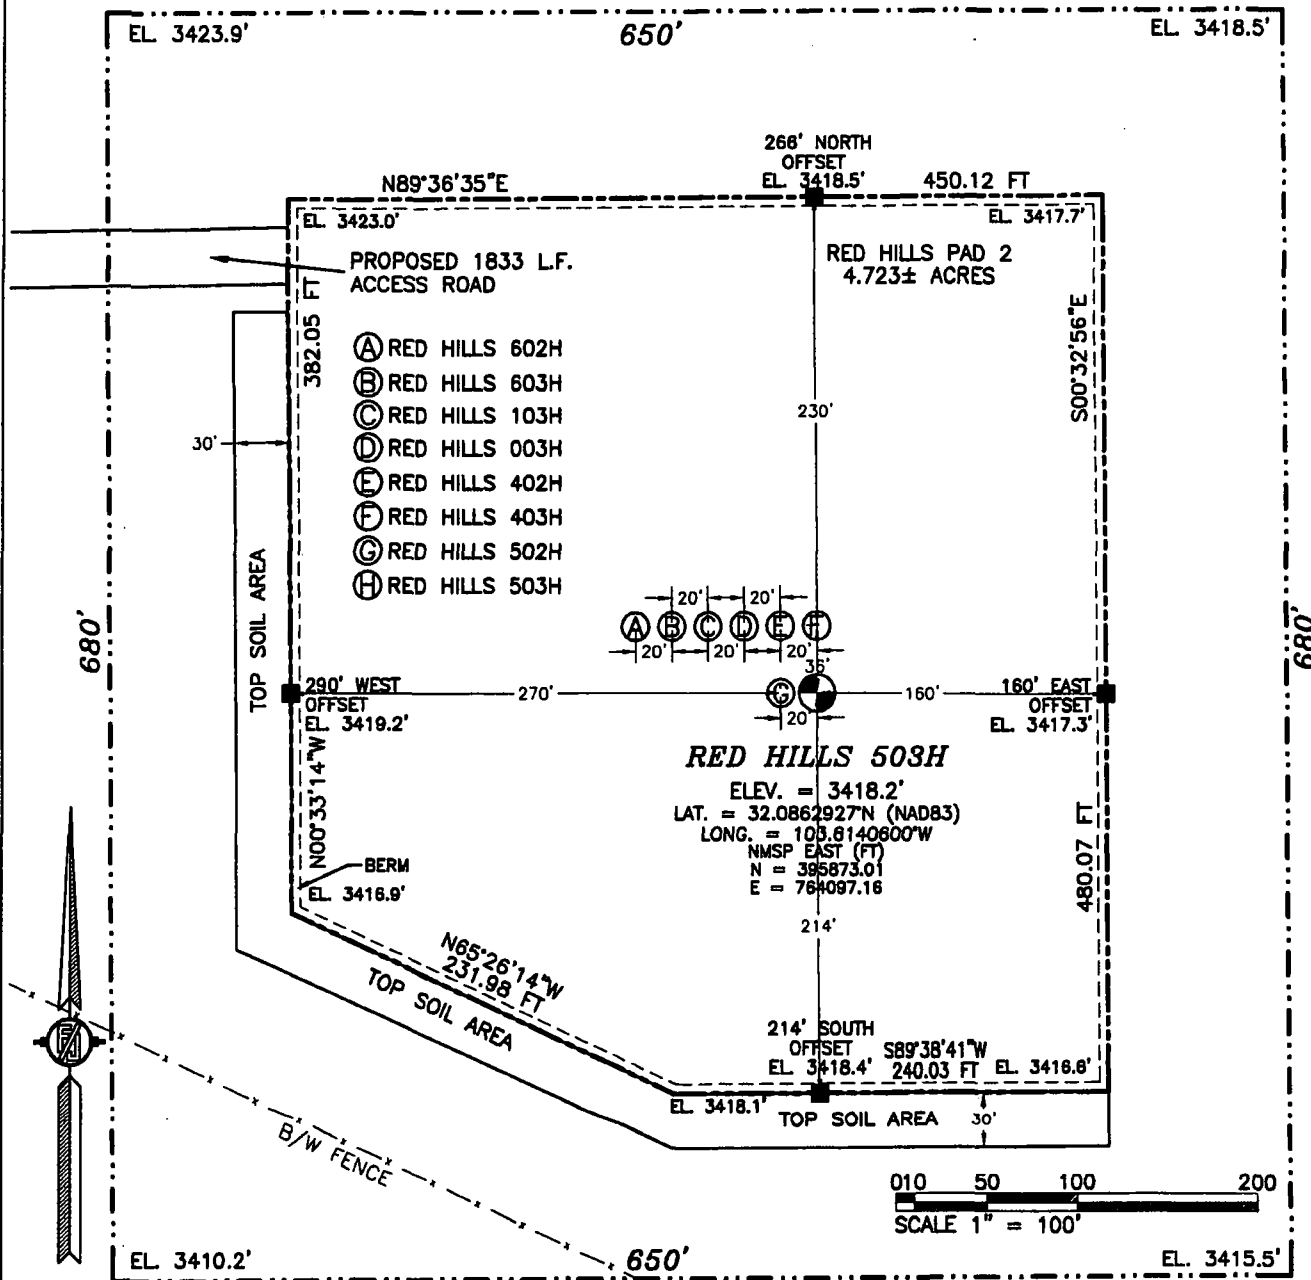 EL. 3423.9'
650'
EL. 3418.5'
266' NORTH
OFFSET
EL. 3418.5'
N89°36'35"E
450.12 FT
EL. 3423.0'
EL. 3417.7'
PROPOSED 1833 L.F.
ACCESS ROAD
RED HILLS PAD 2
4.723± ACRES
382.05 FT
S00°32'56"E
A RED HILLS 602H
B RED HILLS 603H
C RED HILLS 103H
D RED HILLS 003H
E RED HILLS 402H
F RED HILLS 403H
G RED HILLS 502H
H RED HILLS 503H
230'
30'
TOP SOIL AREA
680'
680'
20' 20'
A B C D E F
20' 20' 20'
36'
290' WEST
OFFSET
EL. 3419.2'
270'
G
160'
160' EAST
OFFSET
EL. 3417.3'
20'
RED HILLS 503H
ELEV. = 3418.2'
LAT. = 32.0862927°N (NAD83)
LONG. = 103.6140600°W
NMSP EAST (FT)
N = 395873.01
E = 764097.16
N00°33'14"W
BERM
EL. 3416.9'
480.07 FT
214'
N65°26'14"W
231.98 FT
TOP SOIL AREA
214' SOUTH
OFFSET
EL. 3418.4'
S89°38'41"W
240.03 FT
EL. 3416.6'
EL. 3418.1'
TOP SOIL AREA
30'
B/W FENCE
010 50 100 200
SCALE 1" = 100'
EL. 3410.2'
650'
EL. 3415.5'